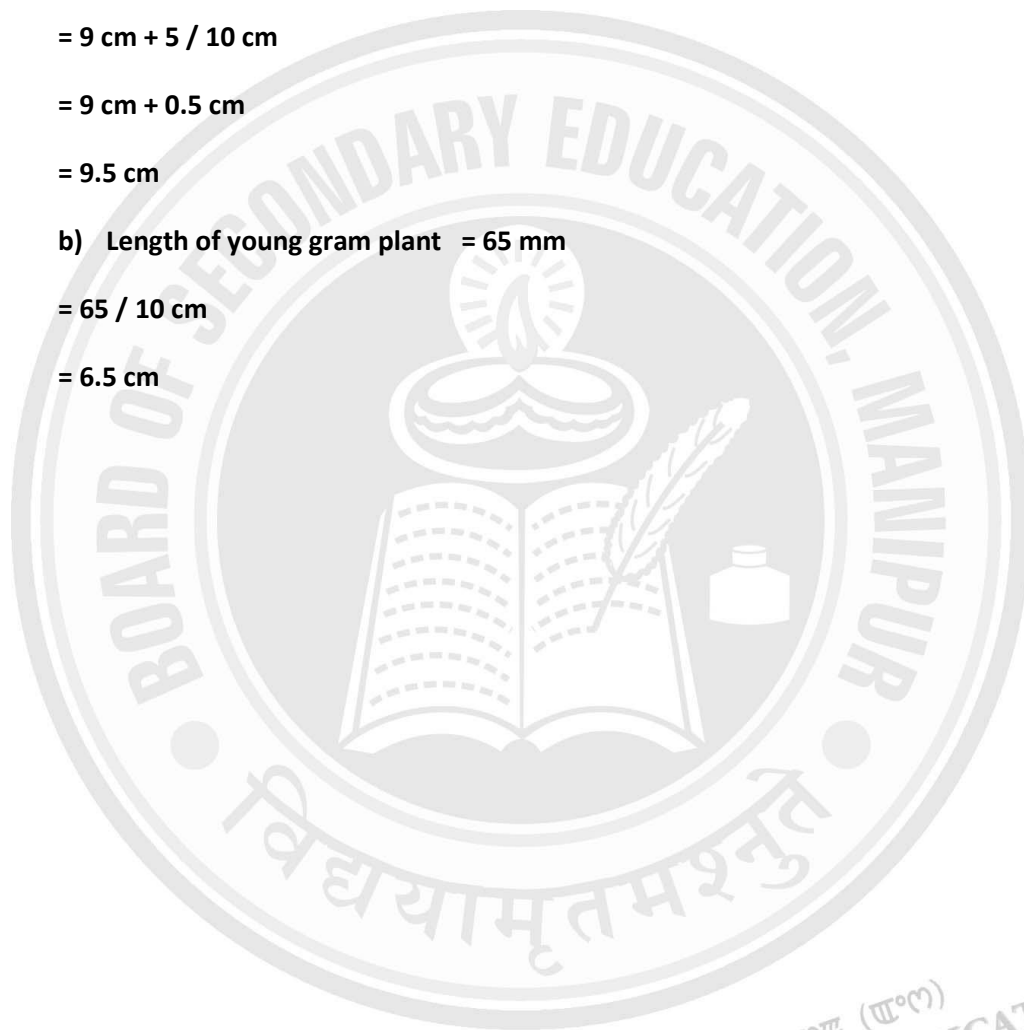 = 9 cm + 5 / 10 cm
= 9 cm + 0.5 cm
= 9.5 cm
b) Length of young gram plant = 65 mm
= 65 / 10 cm
= 6.5 cm
BOARD OF SECONDARY EDUCATION, MANIPUR
विद्ययामृतमश्नुते